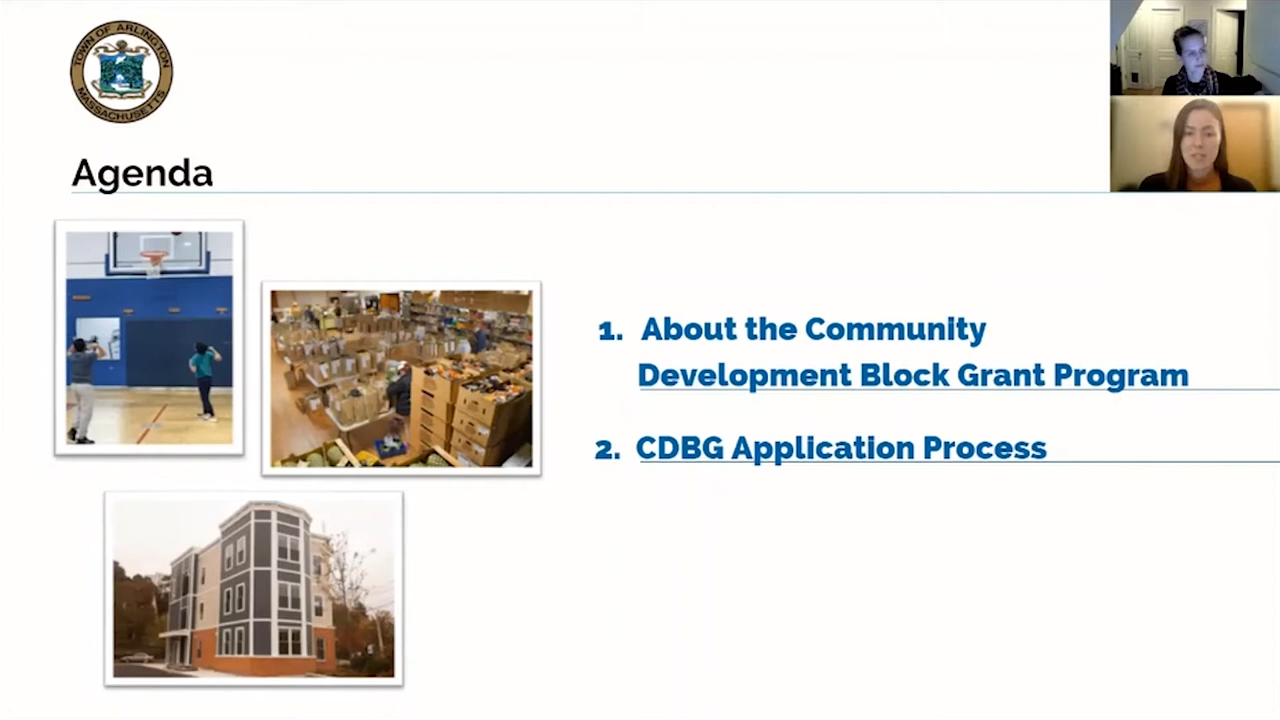 TOWN OF ARLINGTON
MASSACHUSETTS
Agenda
1. About the Community
Development Block Grant Program
2. CDBG Application Process